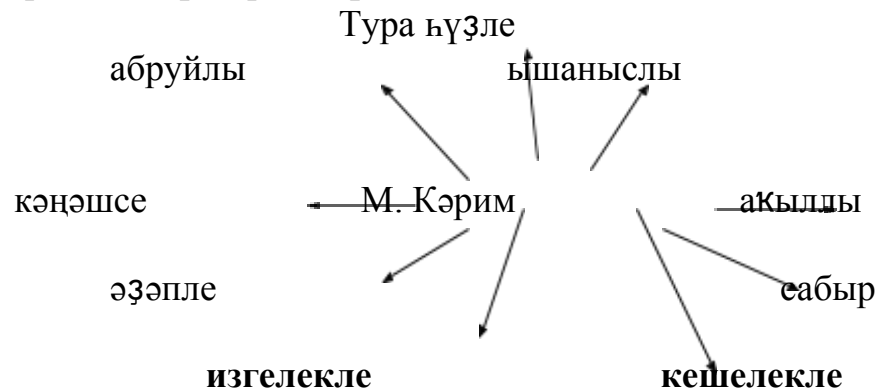 Тура һүҙле
абруйлы ышаныслы
кәңәшсе М. Кәрим аҡыллы
әҙәпле сабыр
изгелекле кешелекле